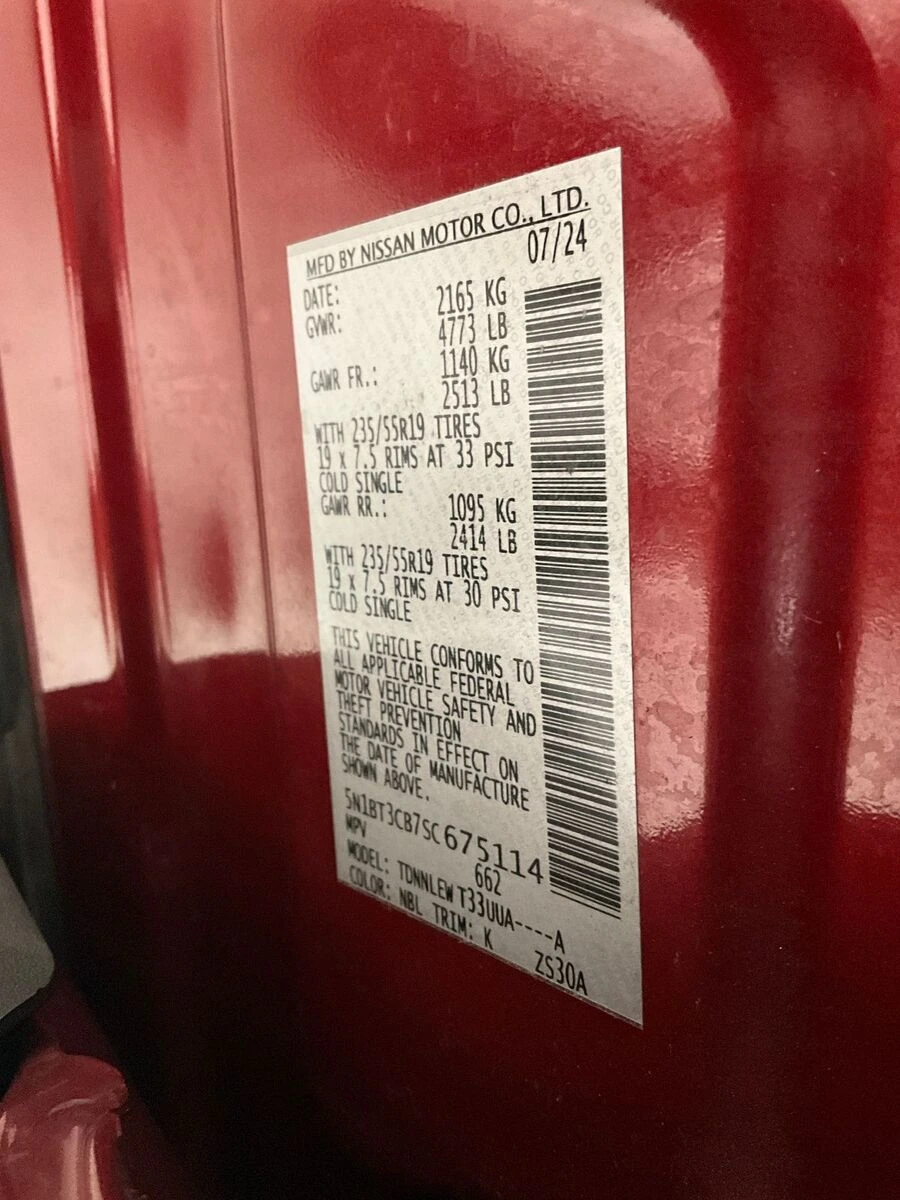 MFD BY NISSAN MOTOR CO., LTD.
DATE: 07/24
GVWR: 2165 KG
4773 LB
GAWR FR.: 1140 KG
2513 LB
WITH 235/55R19 TIRES
19 x 7.5 RIMS AT 33 PSI
COLD SINGLE
GAWR RR.: 1095 KG
2414 LB
WITH 235/55R19 TIRES
19 x 7.5 RIMS AT 30 PSI
COLD SINGLE
THIS VEHICLE CONFORMS TO
ALL APPLICABLE FEDERAL
MOTOR VEHICLE SAFETY AND
THEFT PREVENTION
STANDARDS IN EFFECT ON
THE DATE OF MANUFACTURE
SHOWN ABOVE.
5N1BT3CB7SC675114
MPV 662
MODEL: TDNNLEW T33UUA----A
COLOR: NBL TRIM: K ZS30A